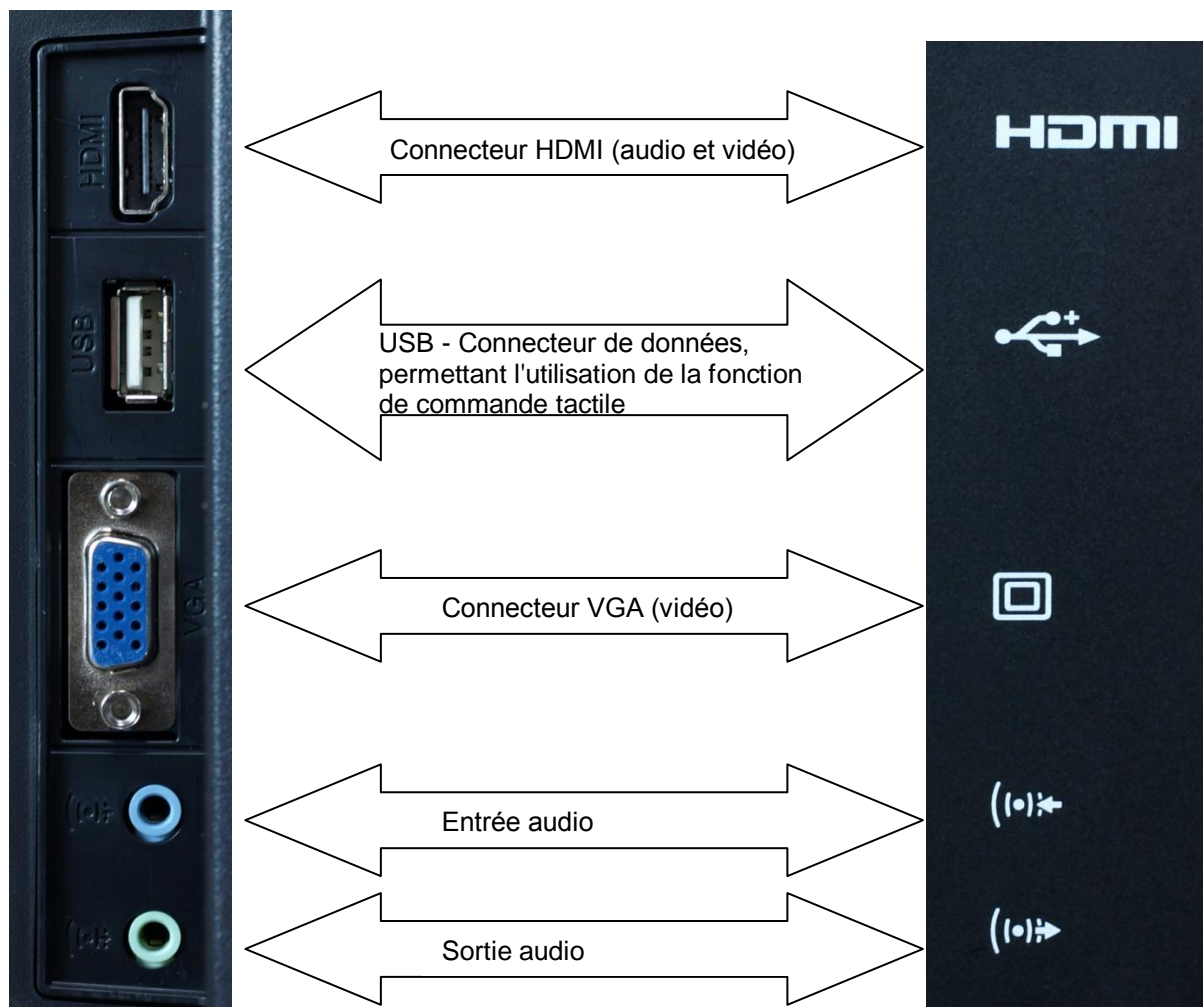 HDMI
Connecteur HDMI (audio et vidéo)
HDMI
USB
USB - Connecteur de données,
permettant l'utilisation de la fonction
de commande tactile
VGA
Connecteur VGA (vidéo)
Entrée audio
Sortie audio